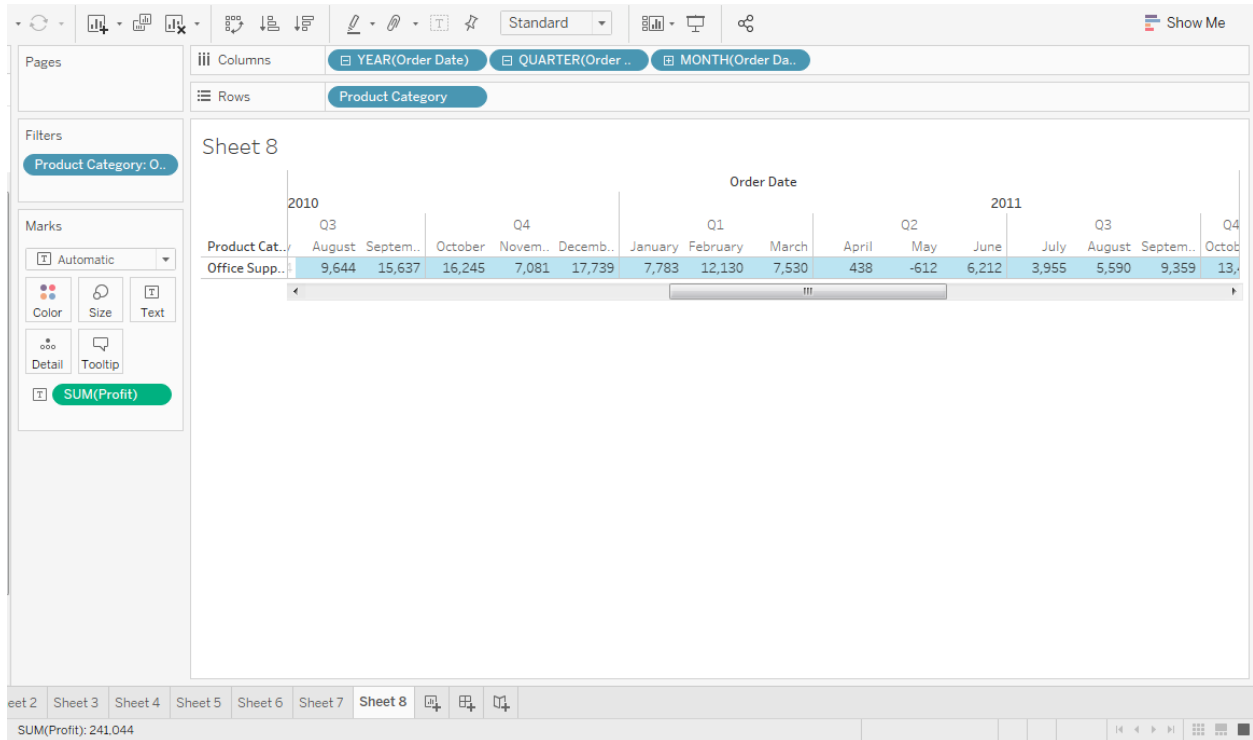 Standard
Show Me
Pages
Columns
YEAR(Order Date)
QUARTER(Order ..
MONTH(Order Da..
Rows
Product Category
Filters
Product Category: O..
Sheet 8
Order Date
2010 2011
Q3 Q4 Q1 Q2 Q3 Q4
Product Cat.. August Septem.. October Novem.. Decemb.. January February March April May June July August Septem.. Octob
Office Supp.. 9,644 15,637 16,245 7,081 17,739 7,783 12,130 7,530 438 -612 6,212 3,955 5,590 9,359 13,
Marks
Automatic
Color Size Text
Detail Tooltip
SUM(Profit)
eet 2 Sheet 3 Sheet 4 Sheet 5 Sheet 6 Sheet 7 Sheet 8
SUM(Profit): 241,044